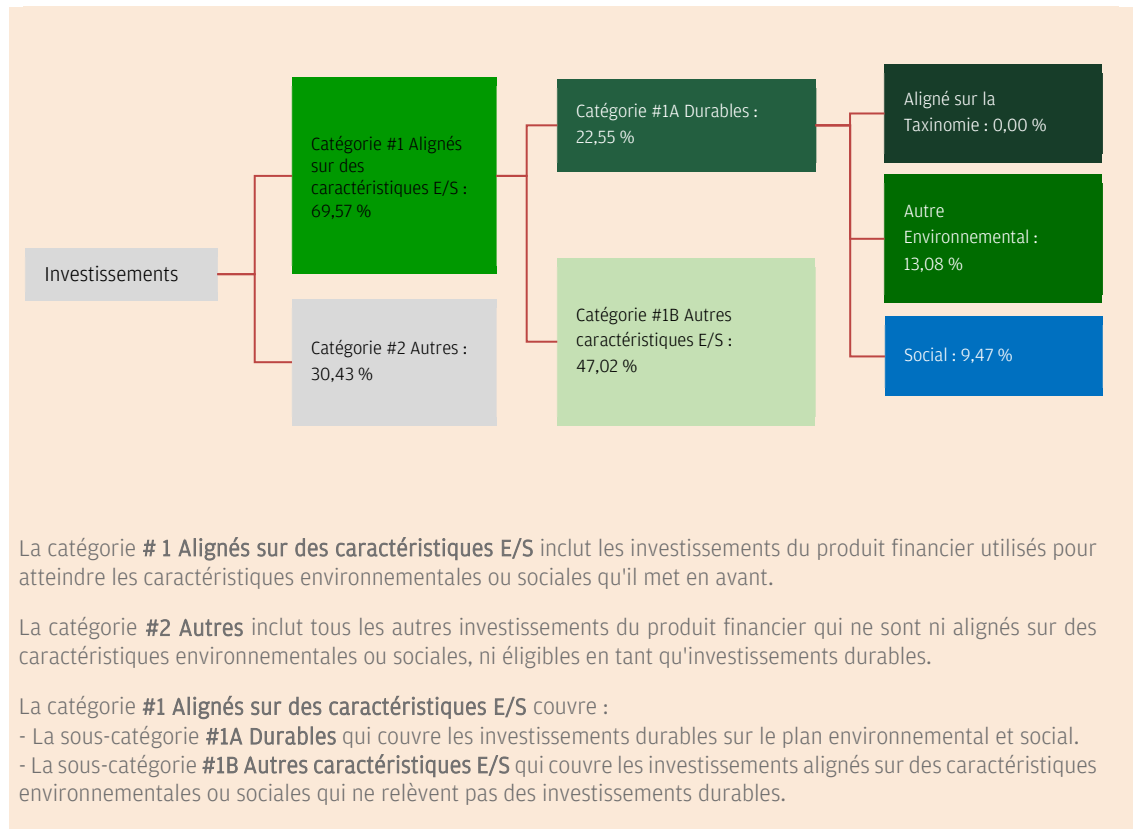 Investissements
Catégorie #1 Alignés
sur des
caractéristiques E/S :
69,57 %
Catégorie #2 Autres :
30,43 %
Catégorie #1A Durables :
22,55 %
Catégorie #1B Autres
caractéristiques E/S :
47,02 %
Aligné sur la
Taxinomie : 0,00 %
Autre
Environnemental :
13,08 %
Social : 9,47 %
La catégorie # 1 Alignés sur des caractéristiques E/S inclut les investissements du produit financier utilisés pour
atteindre les caractéristiques environnementales ou sociales qu'il met en avant.
La catégorie #2 Autres inclut tous les autres investissements du produit financier qui ne sont ni alignés sur des
caractéristiques environnementales ou sociales, ni éligibles en tant qu'investissements durables.
La catégorie #1 Alignés sur des caractéristiques E/S couvre :
- La sous-catégorie #1A Durables qui couvre les investissements durables sur le plan environnemental et social.
- La sous-catégorie #1B Autres caractéristiques E/S qui couvre les investissements alignés sur des caractéristiques
environnementales ou sociales qui ne relèvent pas des investissements durables.